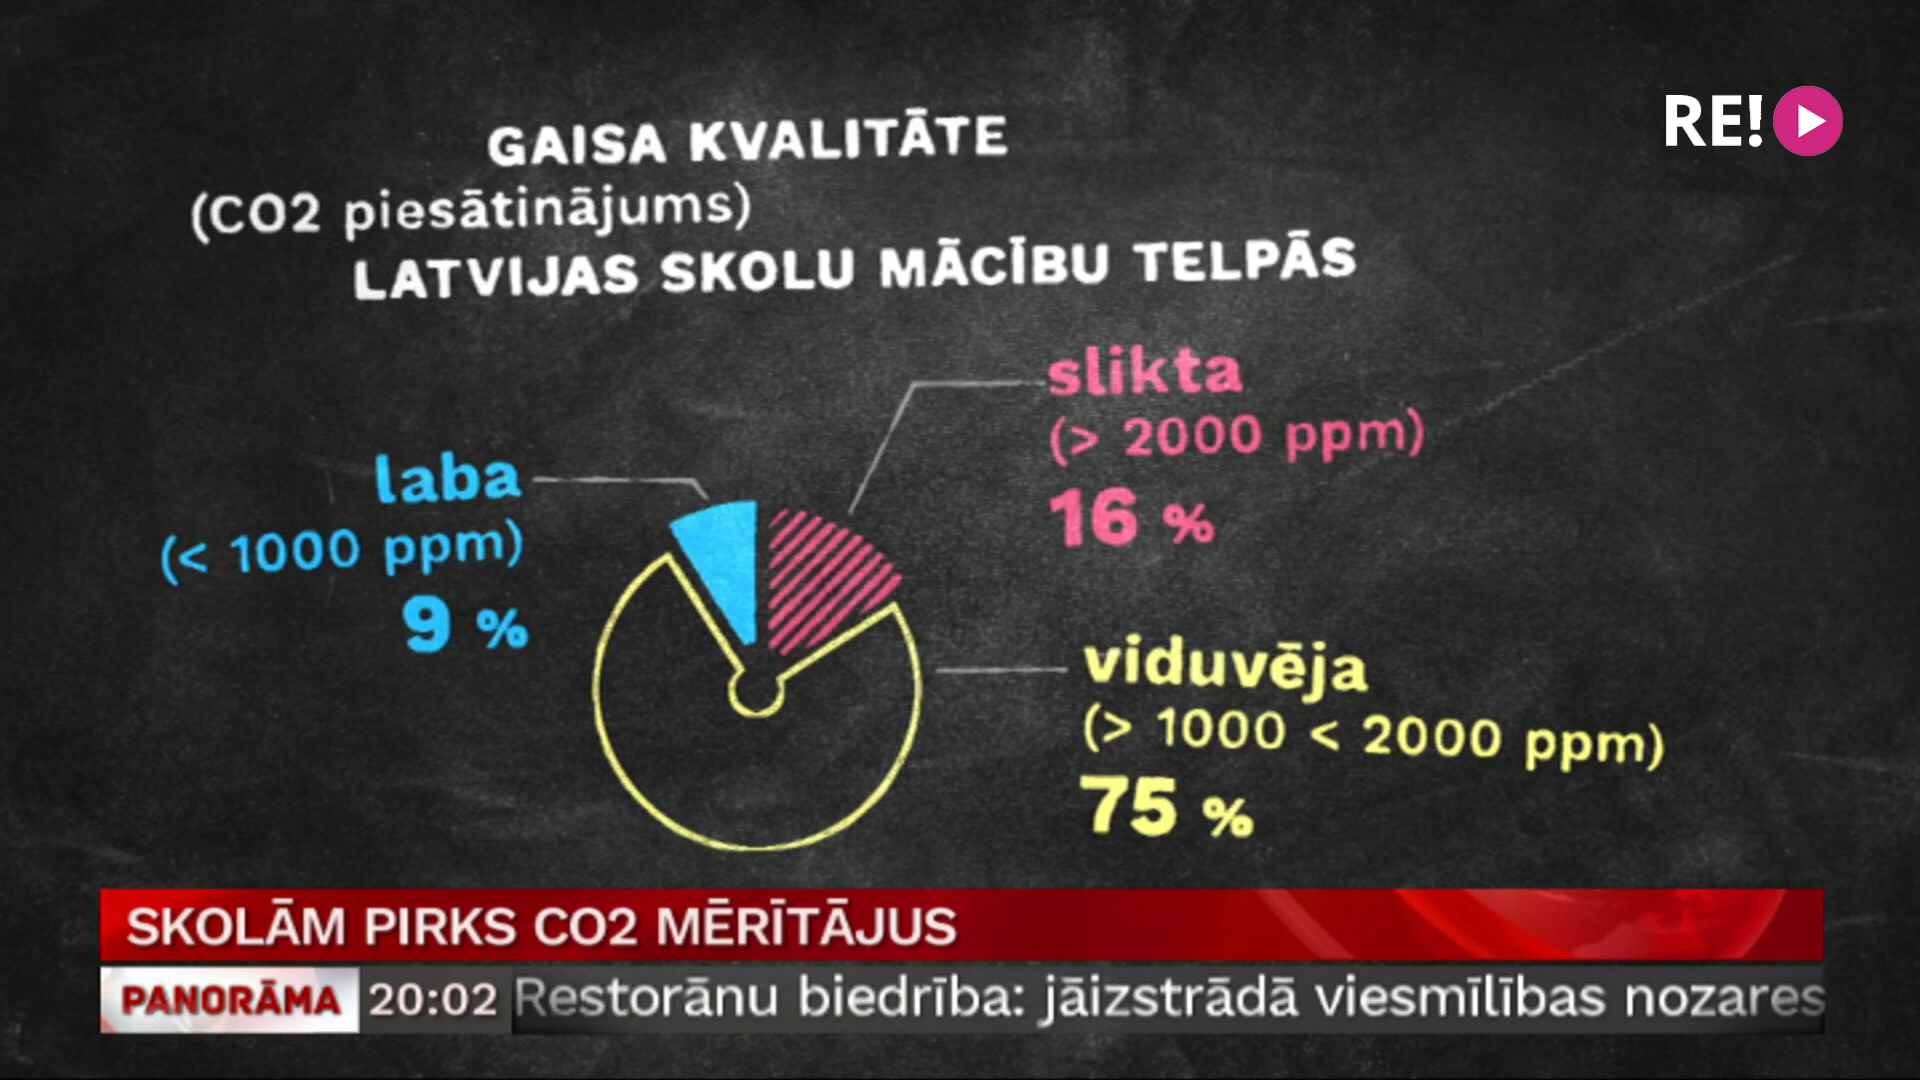 RE!
GAISA KVALITĀTE
(CO2 piesātinājums)
LATVIJAS SKOLU MĀCĪBU TELPĀS
slikta
(> 2000 ppm)
16 %
laba
(< 1000 ppm)
9 %
viduvēja
(> 1000 < 2000 ppm)
75 %
SKOLĀM PIRKS CO2 MĒRĪTĀJUS
PANORĀMA 20:02 Restorānu biedrība: jāizstrādā viesmīlības nozares